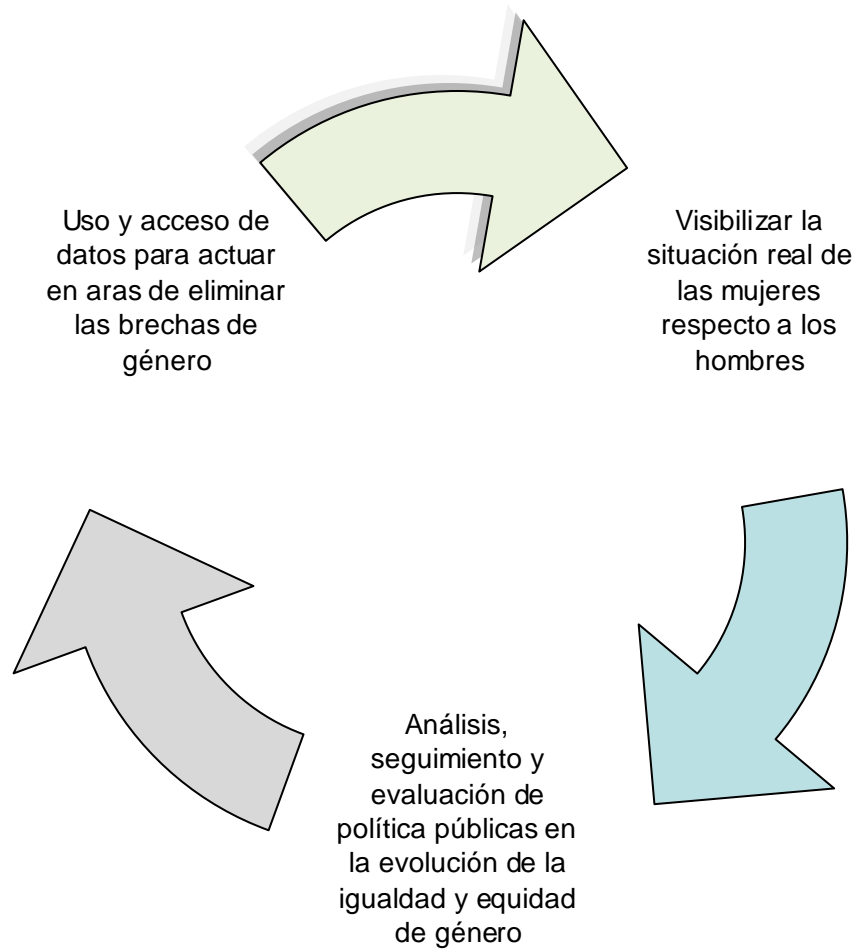 Uso y acceso de
datos para actuar
en aras de eliminar
las brechas de
género
Visibilizar la
situación real de
las mujeres
respecto a los
hombres
Análisis,
seguimiento y
evaluación de
política públicas en
la evolución de la
igualdad y equidad
de género